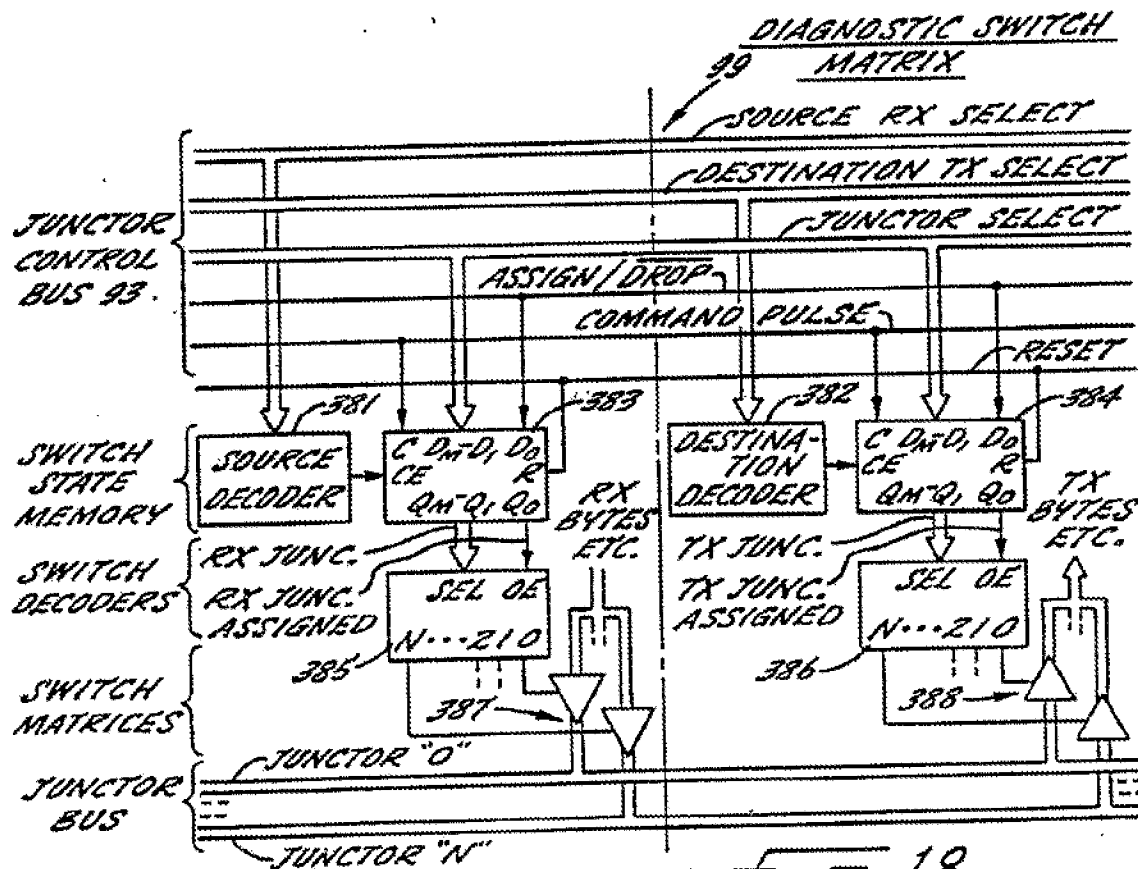 DIAGNOSTIC SWITCH
MATRIX
99
SOURCE RX SELECT
DESTINATION TX SELECT
JUNCTOR SELECT
ASSIGN/DROP
COMMAND PULSE
RESET
JUNCTOR
CONTROL
BUS 93.
381
383
382
384
SWITCH
STATE
MEMORY
SOURCE
DECODER
C DM-D1 D0
CE R
QM-Q1 Q0
RX
BYTES
ETC.
DESTINA-
TION
DECODER
C DM-D1 D0
CE R
QM-Q1 Q0
TX
BYTES
ETC.
SWITCH
DECODERS
RX JUNC.
RX JUNC.
ASSIGNED
SEL OE
N...210
385
TX JUNC.
TX JUNC.
ASSIGNED
SEL OE
N...210
386
SWITCH
MATRICES
387
388
JUNCTOR
BUS
JUNCTOR "0"
JUNCTOR "N"